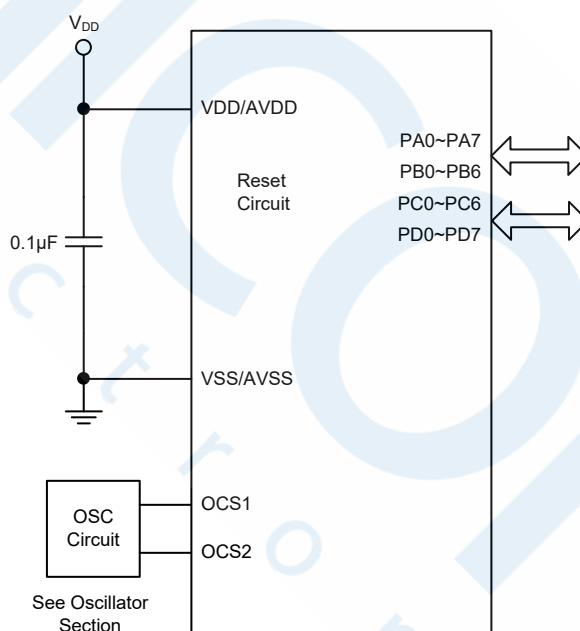 VDD
VDD/AVDD
PA0~PA7
PB0~PB6
PC0~PC6
PD0~PD7
Reset
Circuit
0.1μF
VSS/AVSS
OSC
Circuit
OCS1
OCS2
See Oscillator
Section
c t r o